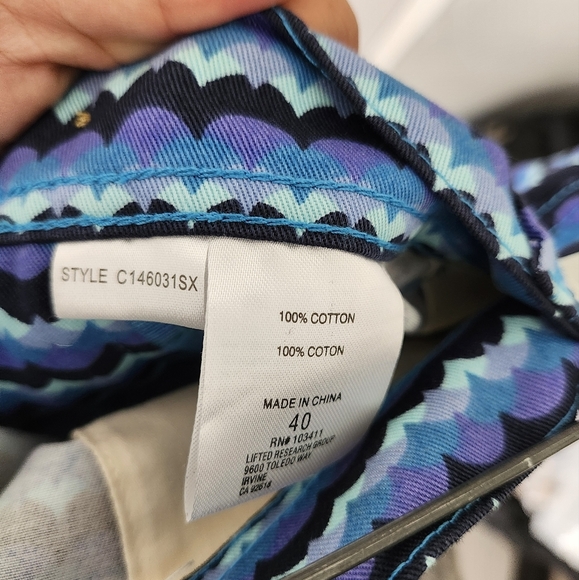 STYLE C146031SX
100% COTTON
100% COTON
MADE IN CHINA
40
RN# 103411
LIFTED RESEARCH GROUP
9600 TOLEDO WAY
IRVINE
CA 92618